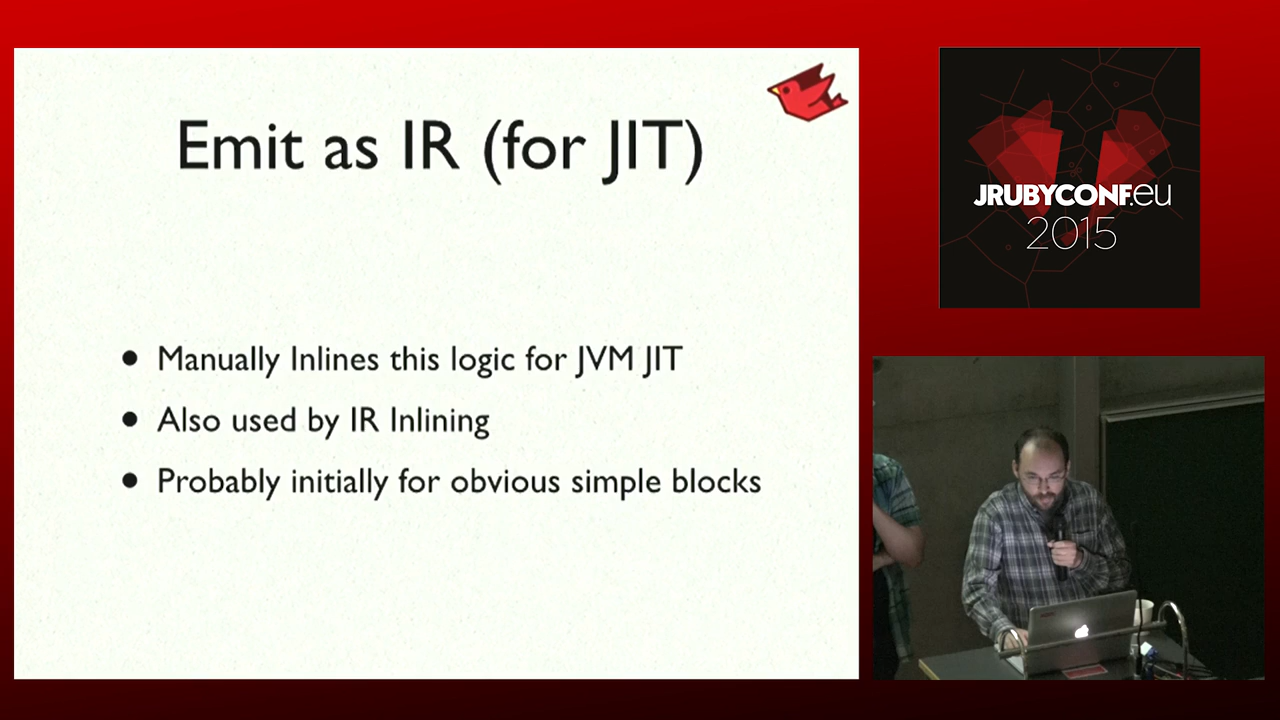 Emit as IR (for JIT)
• Manually Inlines this logic for JVM JIT
• Also used by IR Inlining
• Probably initially for obvious simple blocks
JRUBYCONF.eu
2015